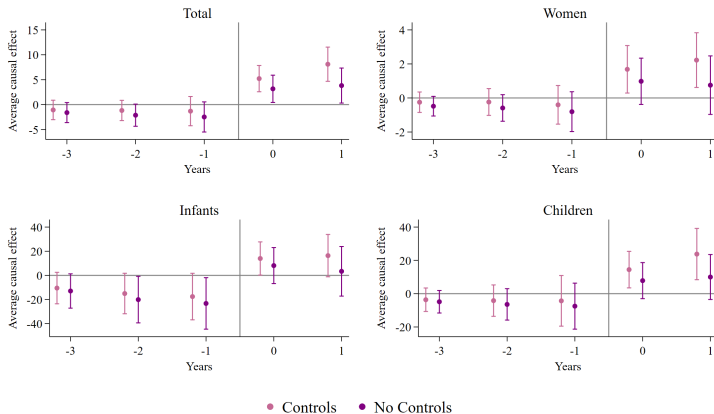 Total
Average causal effect
15
10
5
0
-5
-3 -2 -1 0 1
Years
Women
Average causal effect
4
2
0
-2
-3 -2 -1 0 1
Years
Infants
Average causal effect
40
20
0
-20
-40
-3 -2 -1 0 1
Years
Children
Average causal effect
40
20
0
-20
-3 -2 -1 0 1
Years
Controls No Controls